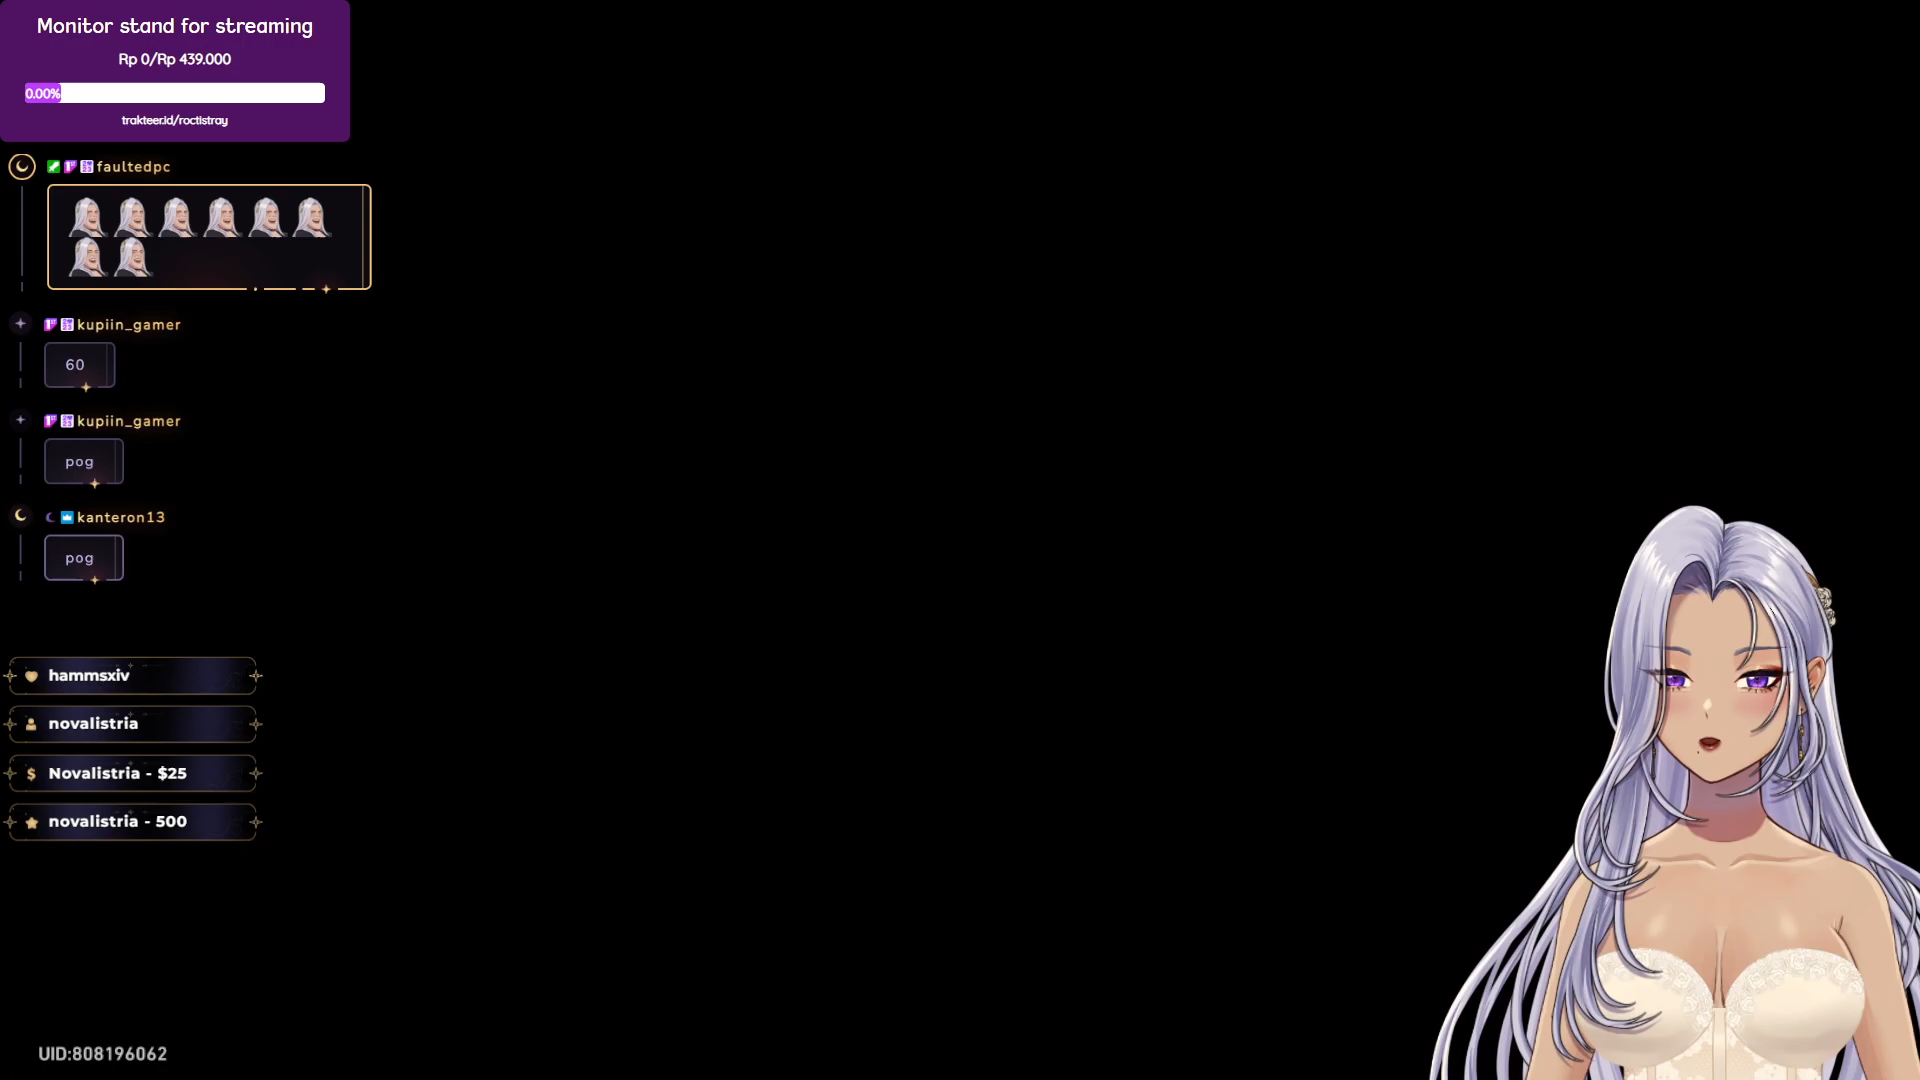 Monitor stand for streaming
Rp 0/Rp 439.000
0.00%
trakteer.id/roctistray
faultedpc
kupiin_gamer
60
kupiin_gamer
pog
kanteron13
pog
hammsxiv
novalistria
Novalistria - $25
novalistria - 500
UID:808196062